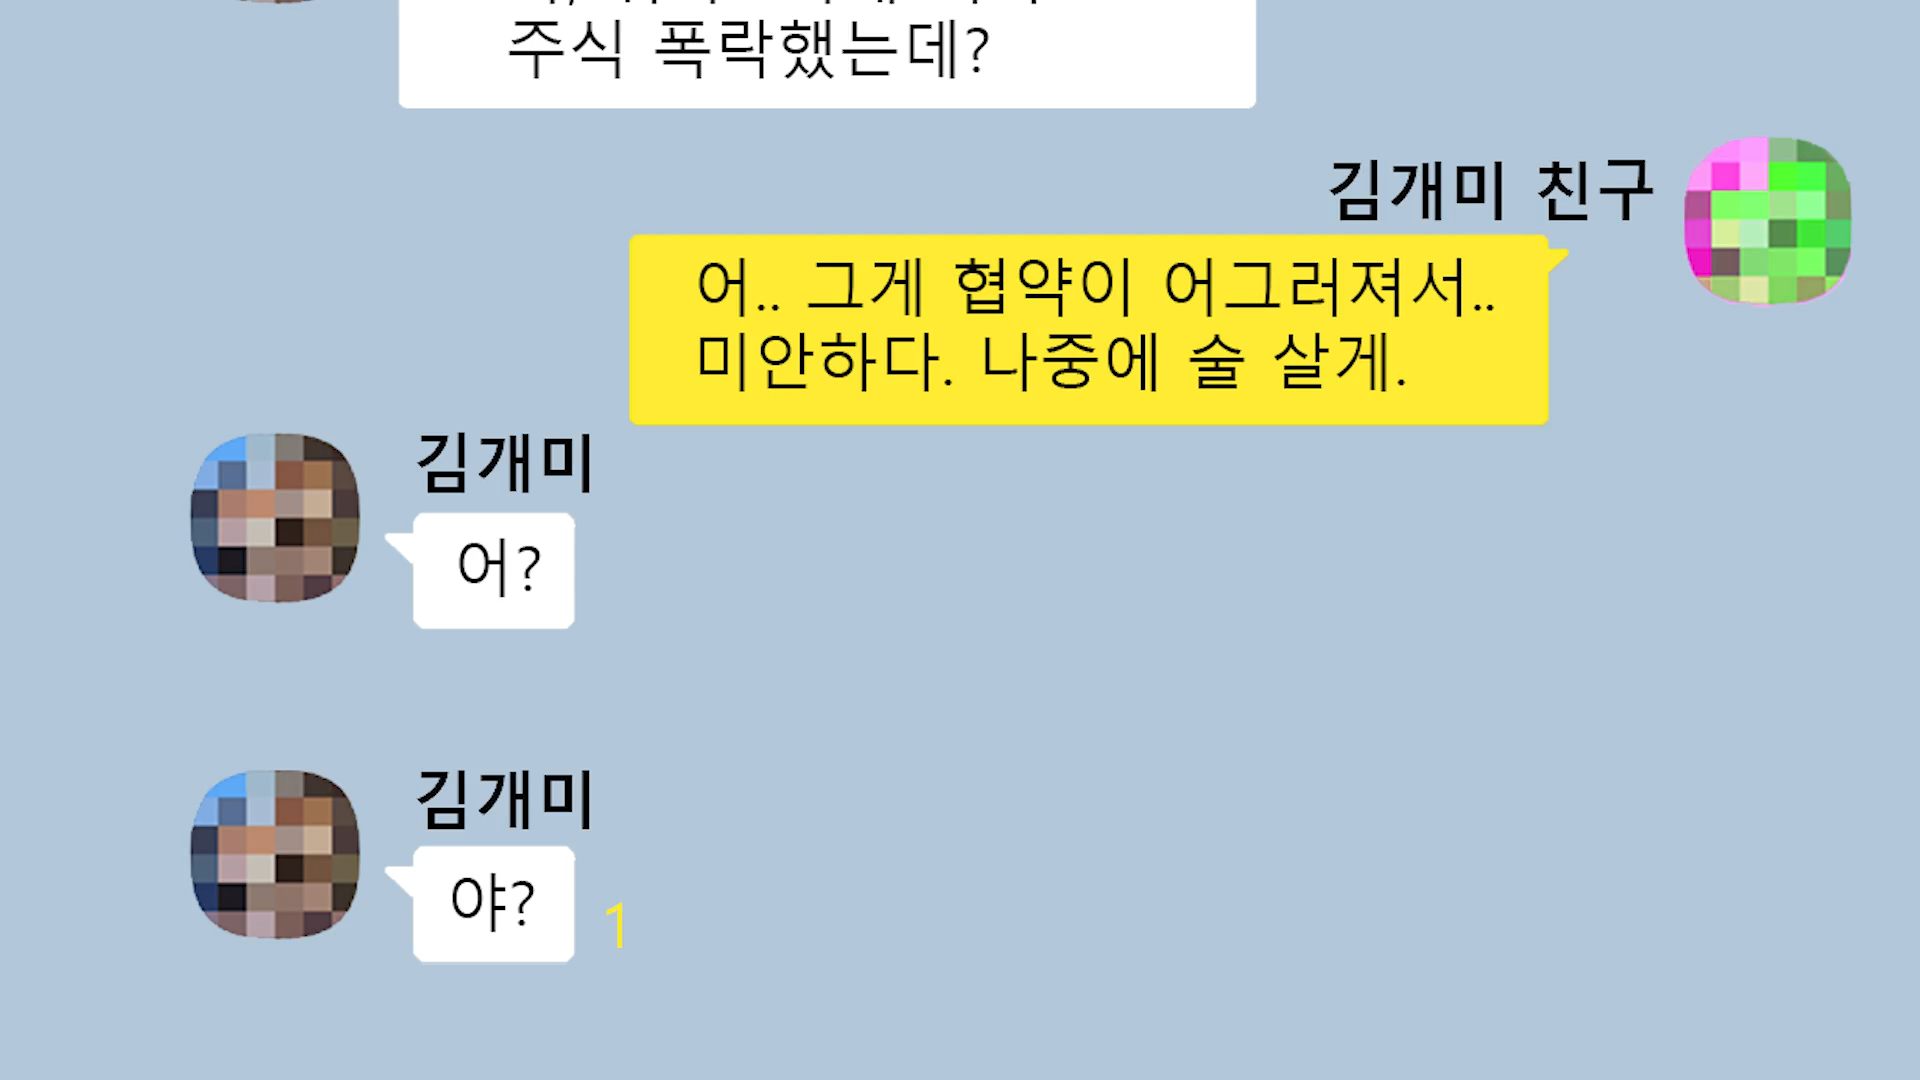 주식 폭락했는데?
김개미 친구
어.. 그게 협약이 어그러져서..
미안하다. 나중에 술 살게.
김개미
어?
김개미
야?
1